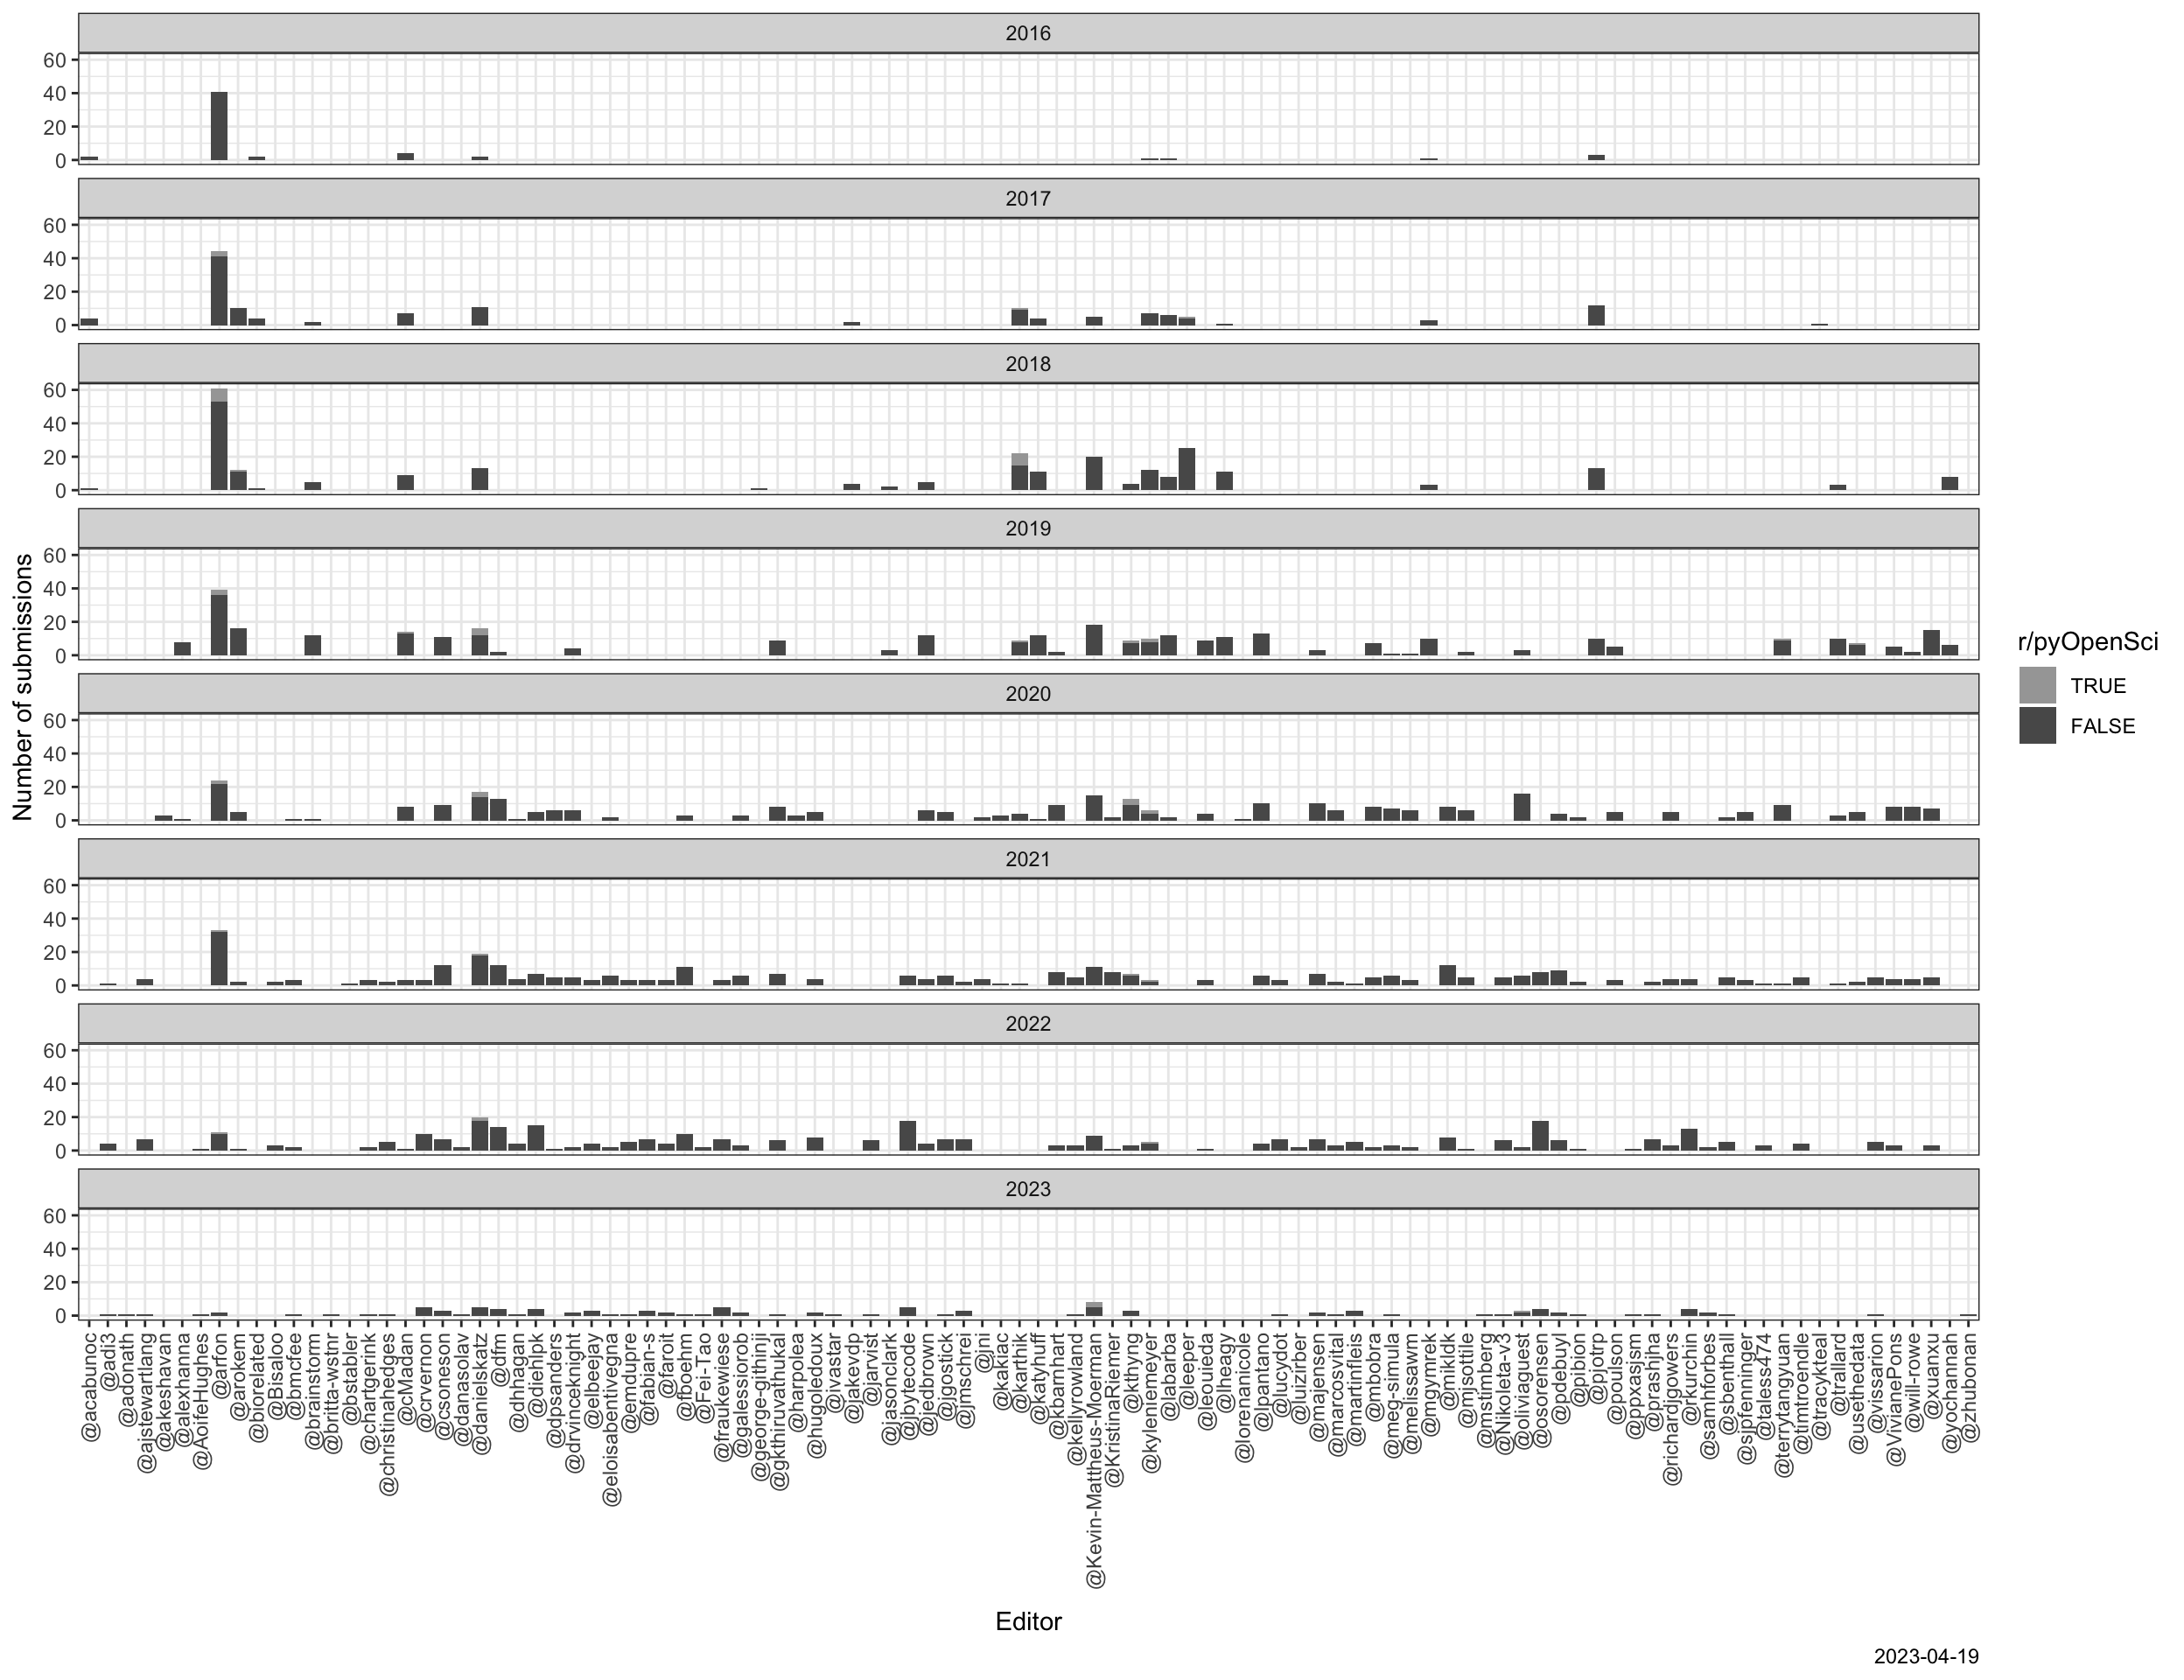 2016
60
40
20
0
2017
60
40
20
0
2018
60
40
20
0
2019
60
40
20
0
2020
60
40
20
0
2021
60
40
20
0
2022
60
40
20
0
2023
60
40
20
0
Number of submissions
@acabunoc
@adi3
@adonath
@ajstewartlang
@akeshavan
@alexhanna
@AoifeHughes
@arfon
@arokem
@biorelated
@Bisaloo
@bmcfee
@brainstorm
@britta-wstnr
@bstabler
@chartgerink
@christinahedges
@cMadan
@crvernon
@csoneson
@danasolav
@danielskatz
@dfm
@dhhagan
@diehlpk
@dpsanders
@drvinceknight
@elbeejay
@eloisabentivegna
@emdupre
@fabian-s
@faroit
@fboehm
@Fei-Tao
@fraukewiese
@galessiorob
@george-githinji
@gkthiruvathukal
@harpolea
@hugoledoux
@ivastar
@jakevdp
@jarvist
@jasonclark
@jbytecode
@jedbrown
@jgostick
@jmschrei
@jni
@kakiac
@karthik
@katyhuff
@kbarnhart
@kellyrowland
@Kevin-Mattheus-Moerman
@KristinaRiemer
@kthyng
@kyleniemeyer
@labarba
@leeper
@leouieda
@lheagy
@lorenanicole
@lpantano
@lucydot
@luizirber
@majensen
@marcosvital
@martinfleis
@mbobra
@meg-simula
@melissawm
@mgymrek
@mikldk
@mjsottile
@mstimberg
@Nikoleta-v3
@oliviaguest
@osorensen
@pdebuyl
@pibion
@pjotrp
@poulson
@ppxasjsm
@prashjha
@richardjgowers
@rkurchin
@samhforbes
@sbenthall
@sjpfenninger
@taless474
@terrytangyuan
@timtroendle
@tracykteal
@trallard
@usethedata
@vissarion
@VivianePons
@will-rowe
@xuanxu
@yochannah
@zhubonan
Editor
r/pyOpenSci
TRUE
FALSE
2023-04-19